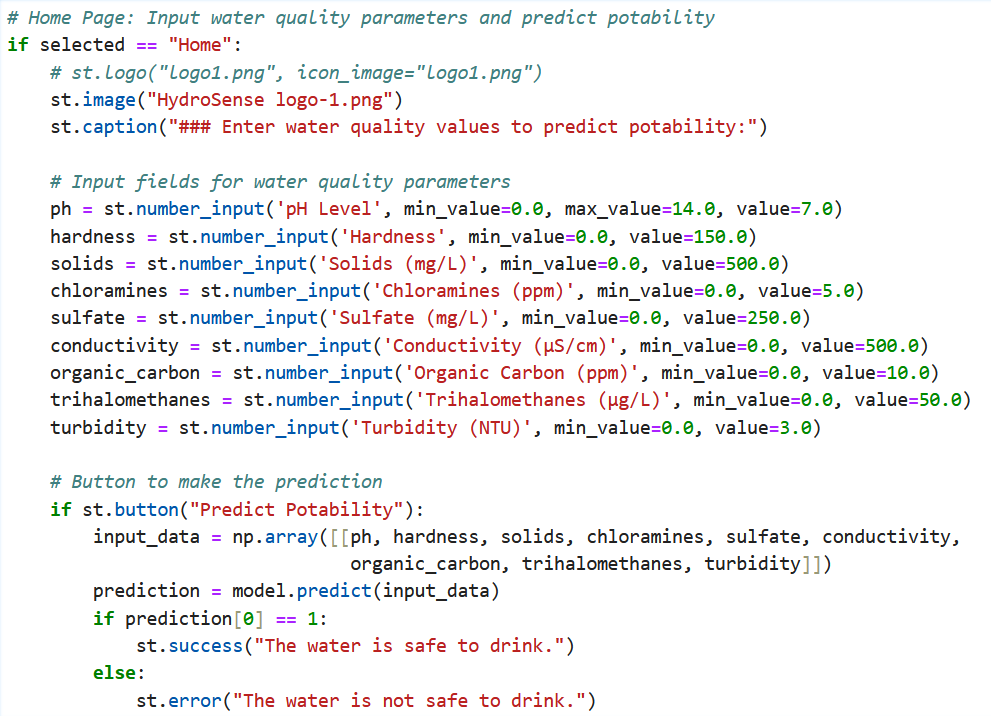 # Home Page: Input water quality parameters and predict potability
if selected == "Home":
    # st.logo("logo1.png", icon_image="logo1.png")
    st.image("HydroSense logo-1.png")
    st.caption("### Enter water quality values to predict potability:")

    # Input fields for water quality parameters
    ph = st.number_input('pH Level', min_value=0.0, max_value=14.0, value=7.0)
    hardness = st.number_input('Hardness', min_value=0.0, value=150.0)
    solids = st.number_input('Solids (mg/L)', min_value=0.0, value=500.0)
    chloramines = st.number_input('Chloramines (ppm)', min_value=0.0, value=5.0)
    sulfate = st.number_input('Sulfate (mg/L)', min_value=0.0, value=250.0)
    conductivity = st.number_input('Conductivity (μS/cm)', min_value=0.0, value=500.0)
    organic_carbon = st.number_input('Organic Carbon (ppm)', min_value=0.0, value=10.0)
    trihalomethanes = st.number_input('Trihalomethanes (μg/L)', min_value=0.0, value=50.0)
    turbidity = st.number_input('Turbidity (NTU)', min_value=0.0, value=3.0)

    # Button to make the prediction
    if st.button("Predict Potability"):
        input_data = np.array([[ph, hardness, solids, chloramines, sulfate, conductivity,
                                organic_carbon, trihalomethanes, turbidity]])
        prediction = model.predict(input_data)
        if prediction[0] == 1:
            st.success("The water is safe to drink.")
        else:
            st.error("The water is not safe to drink.")